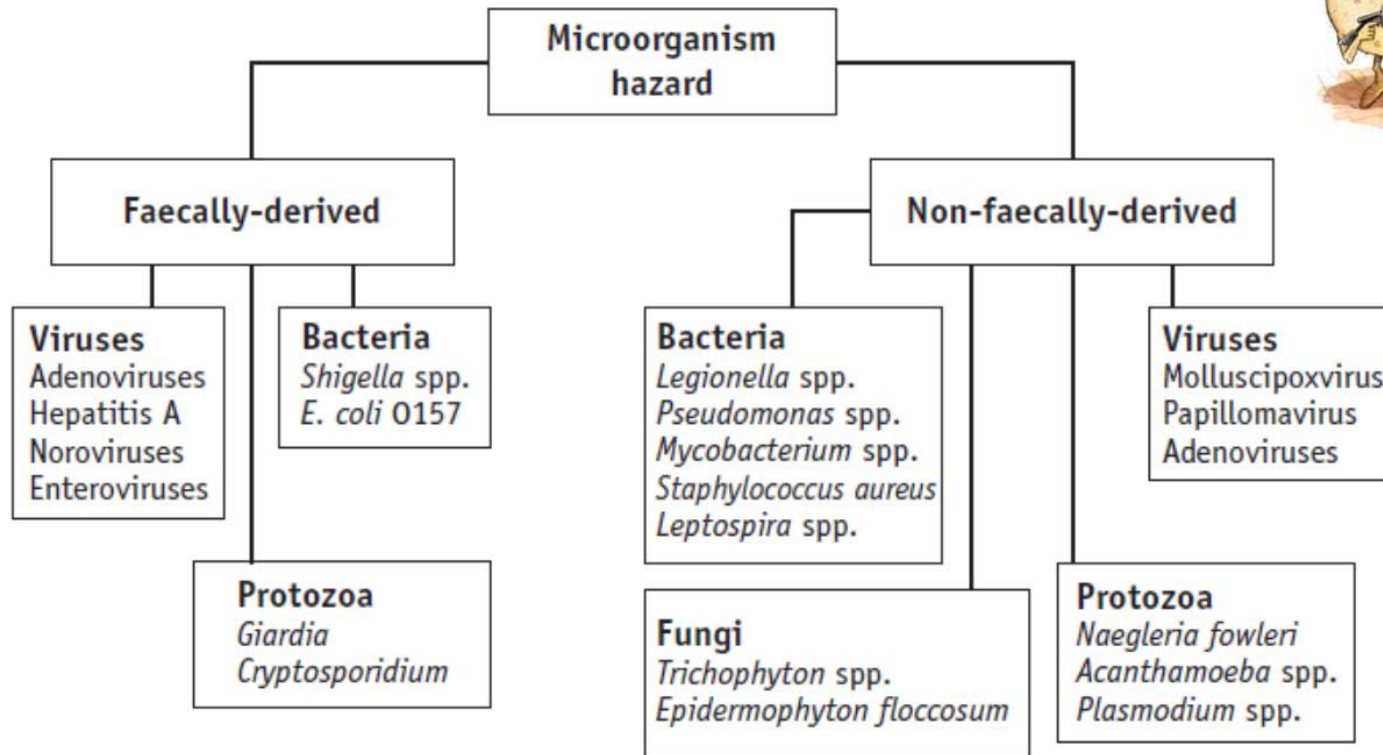 Microorganism
hazard
Faecally-derived
Non-faecally-derived
Viruses
Adenoviruses
Hepatitis A
Noroviruses
Enteroviruses
Bacteria
Shigella spp.
E. coli 0157
Protozoa
Giardia
Cryptosporidium
Bacteria
Legionella spp.
Pseudomonas spp.
Mycobacterium spp.
Staphylococcus aureus
Leptospira spp.
Viruses
Molluscipoxvirus
Papillomavirus
Adenoviruses
Fungi
Trichophyton spp.
Epidermophyton floccosum
Protozoa
Naegleria fowleri
Acanthamoeba spp.
Plasmodium spp.